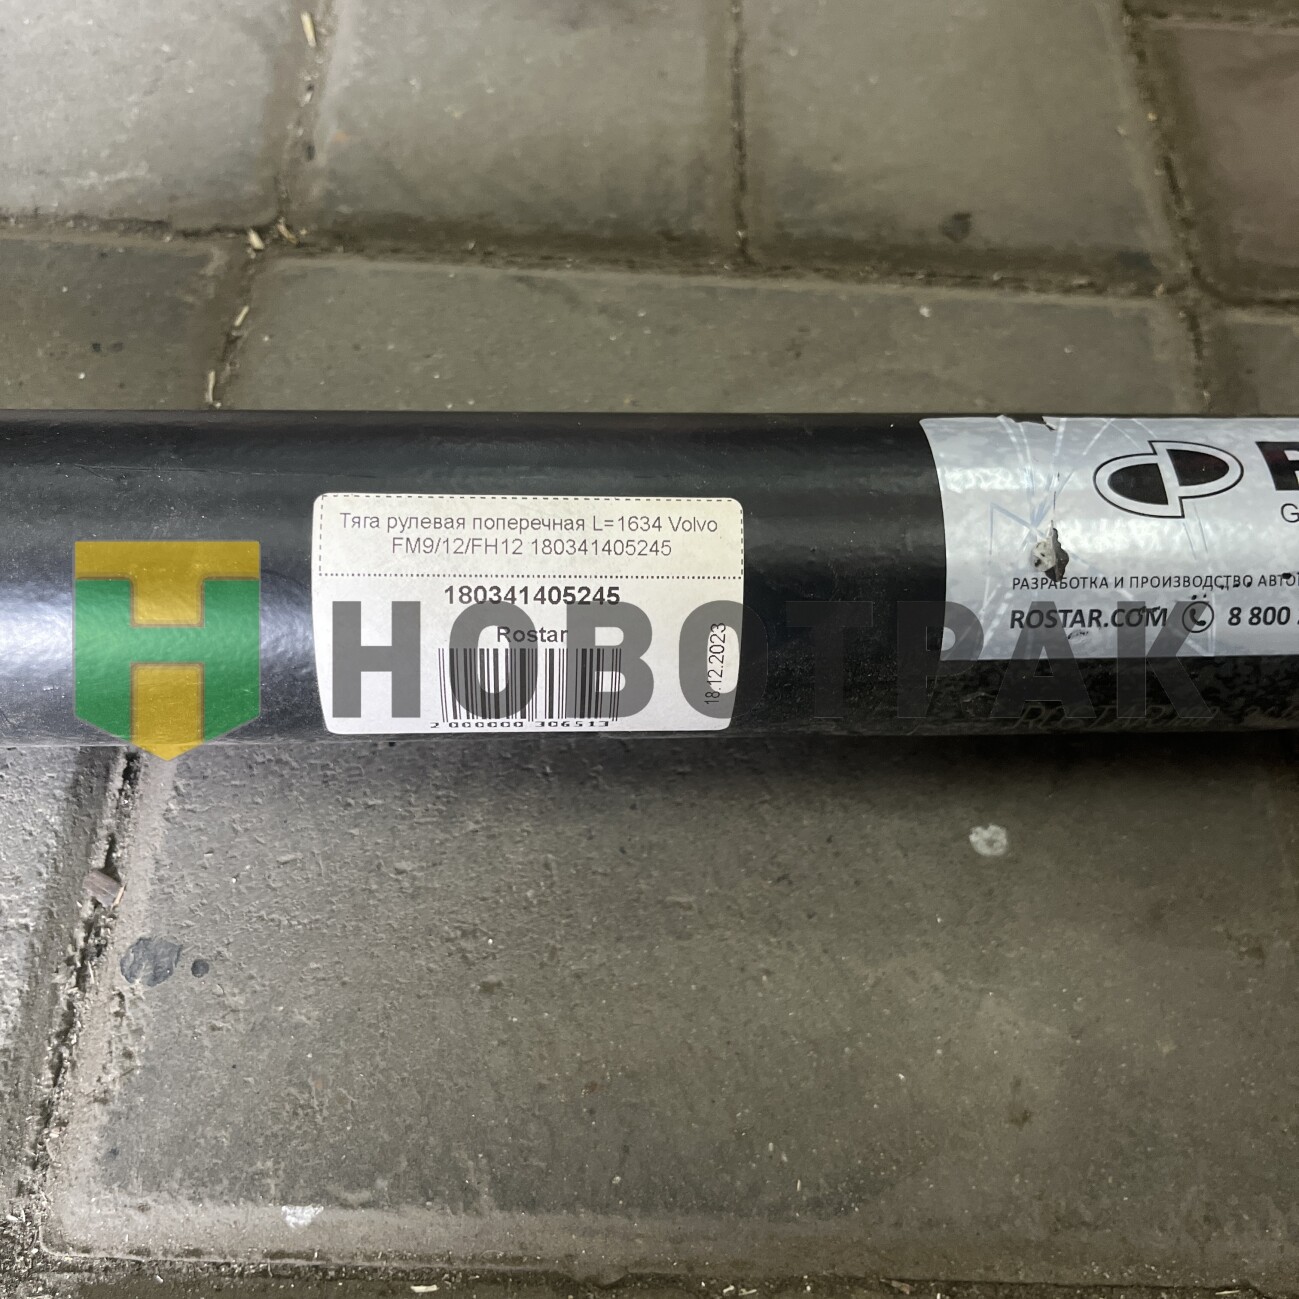 Тяга рулевая поперечная L=1634 Volvo
FM9/12/FH12 180341405245
180341405245
Rostar
18.12.2023
2 000000 306513
РАЗРАБОТКА И ПРОИЗВОДСТВО
ROSTAR.COM 8 800
НОВОТРАК